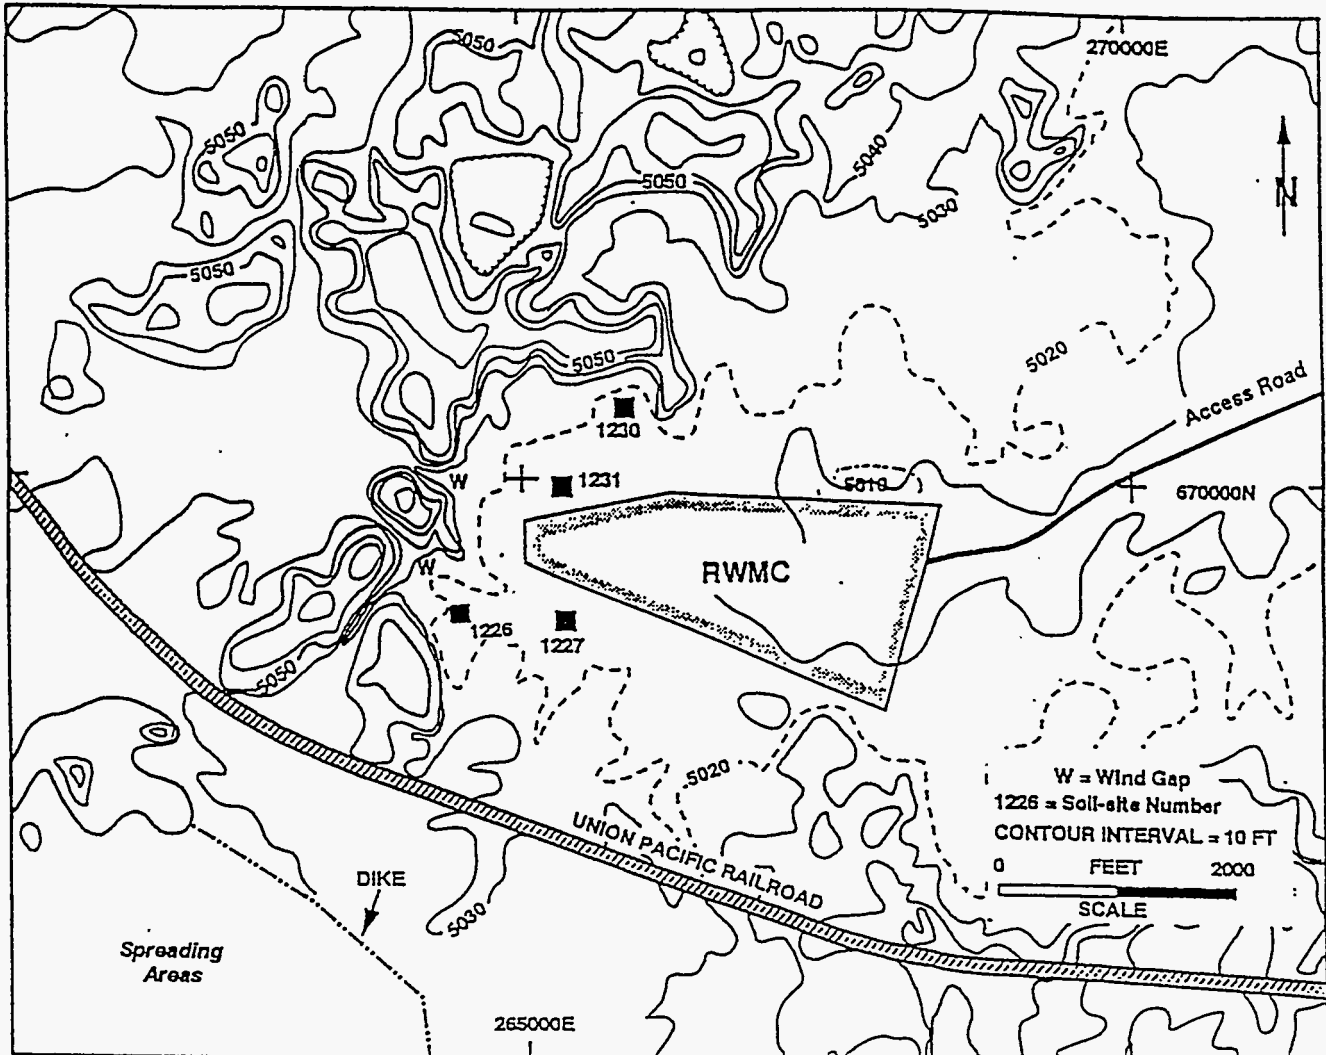 5050
270000E
5050
5040
N
5050
5030
5050
5020
5050
Access Road
1230
W
1231
5010
670000N
RWMC
W
1226
1227
5050
5020
W = Wind Gap
1226 = Soil-site Number
CONTOUR INTERVAL = 10 FT
0 FEET 2000
SCALE
UNION PACIFIC RAILROAD
DIKE
5030
Spreading
Areas
265000E